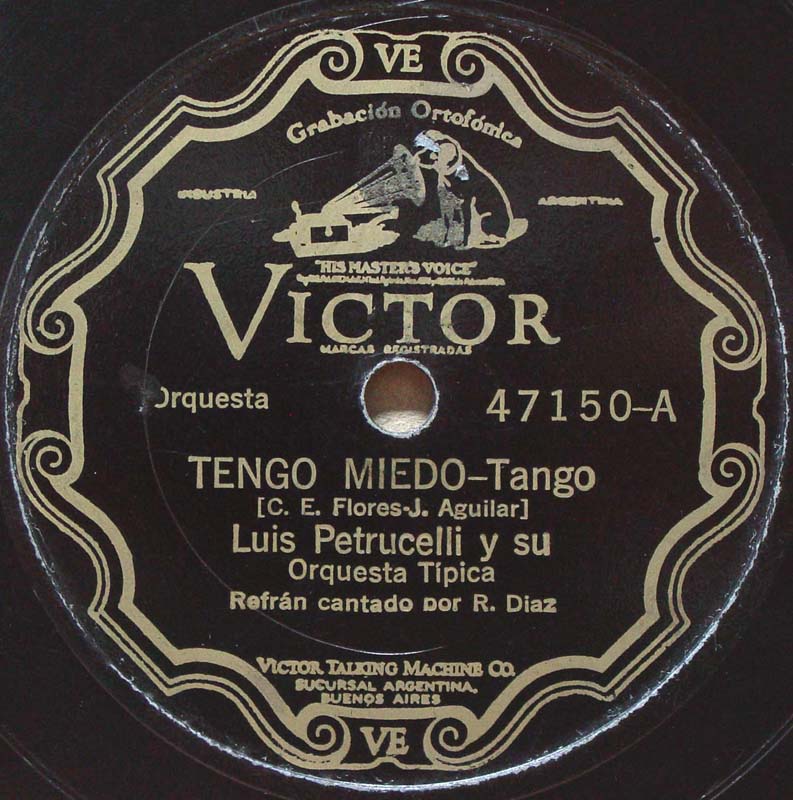 VE
Grabación Ortofónica
INDUSTRIA
ARGENTINA
"HIS MASTER'S VOICE"
VICTOR
MARCAS REGISTRADAS
Orquesta
47150-A
TENGO MIEDO-Tango
[C. E. Flores-J. Aguilar]
Luis Petrucelli y su
Orquesta Típica
Refrán cantado por R. Diaz
VICTOR TALKING MACHINE CO.
SUCURSAL ARGENTINA,
BUENOS AIRES
VE